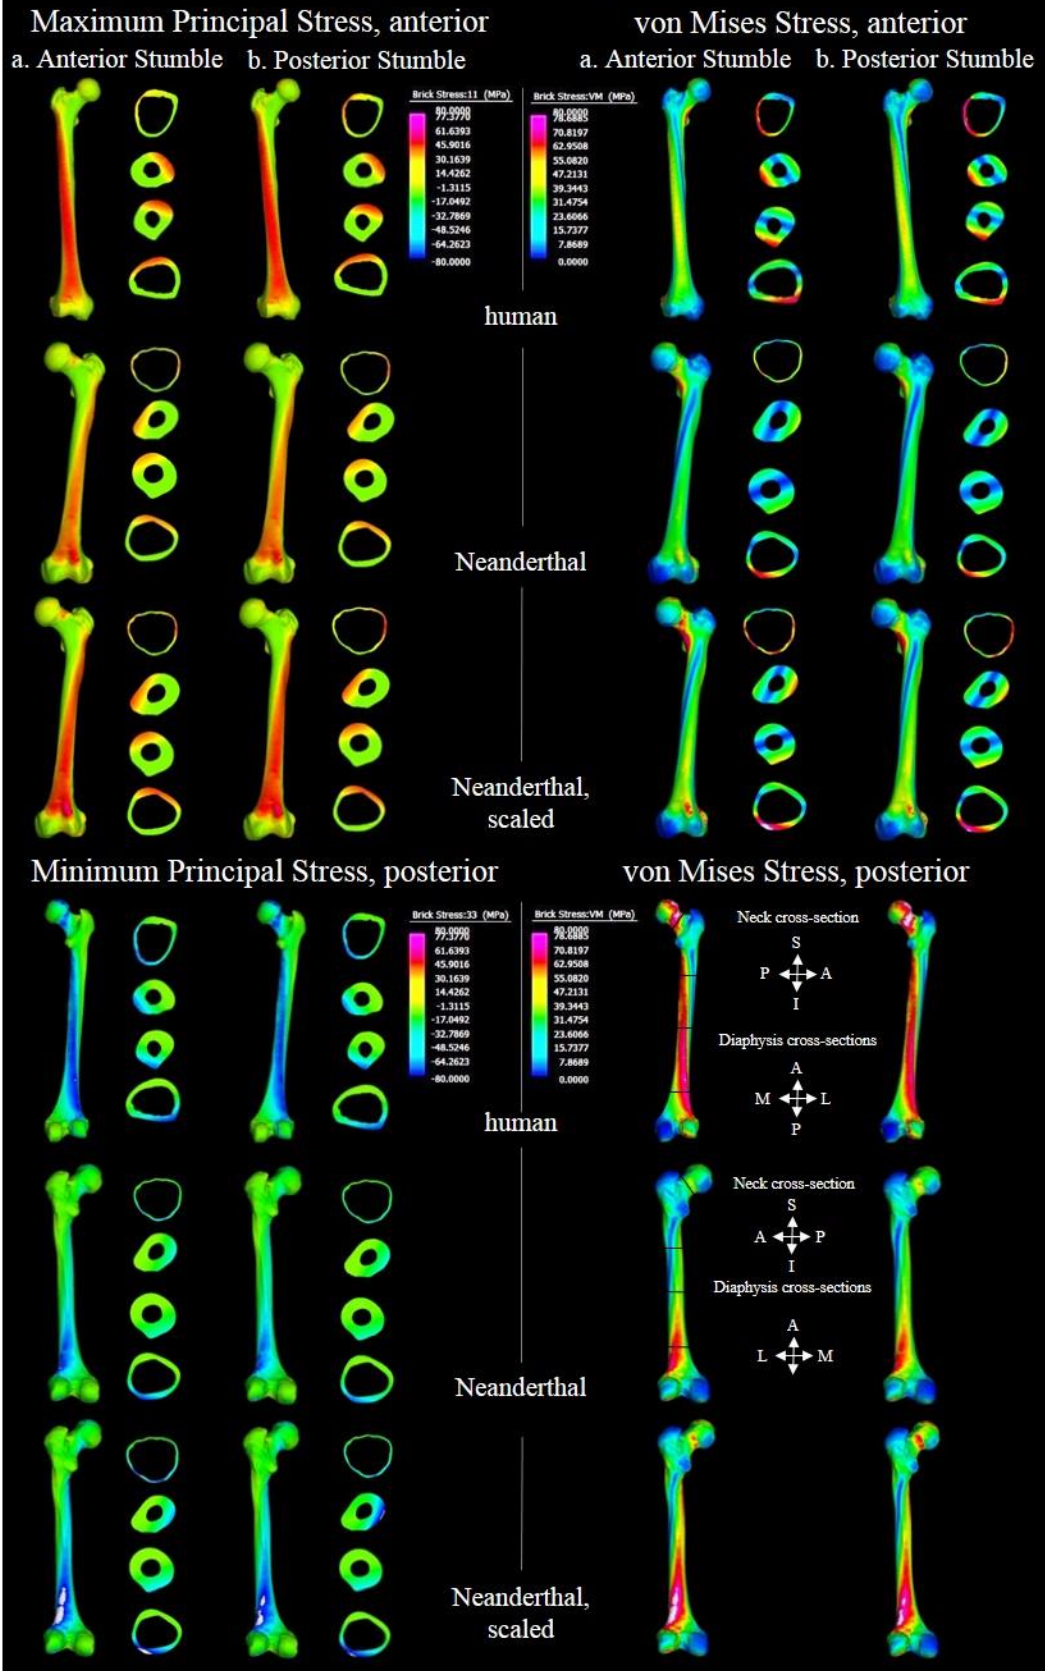 Maximum Principal Stress, anterior
von Mises Stress, anterior
a. Anterior Stumble
b. Posterior Stumble
a. Anterior Stumble
b. Posterior Stumble
Brick Stress:11 (MPa)
80.0000
77.3770
61.6393
45.9016
30.1639
14.4262
-1.3115
-17.0492
-32.7869
-48.5246
-64.2623
-80.0000
Brick Stress:VM (MPa)
80.0000
78.6885
70.8197
62.9508
55.0820
47.2131
39.3443
31.4754
23.6066
15.7377
7.8689
0.0000
human
Neanderthal
Neanderthal,
scaled
Minimum Principal Stress, posterior
von Mises Stress, posterior
Brick Stress:33 (MPa)
80.0000
77.3770
61.6393
45.9016
30.1639
14.4262
-1.3115
-17.0492
-32.7869
-48.5246
-64.2623
-80.0000
Brick Stress:VM (MPa)
80.0000
78.6885
70.8197
62.9508
55.0820
47.2131
39.3443
31.4754
23.6066
15.7377
7.8689
0.0000
Neck cross-section
S
P A
I
Diaphysis cross-sections
A
M L
P
human
Neck cross-section
S
A P
I
Diaphysis cross-sections
A
L M
Neanderthal
Neanderthal,
scaled